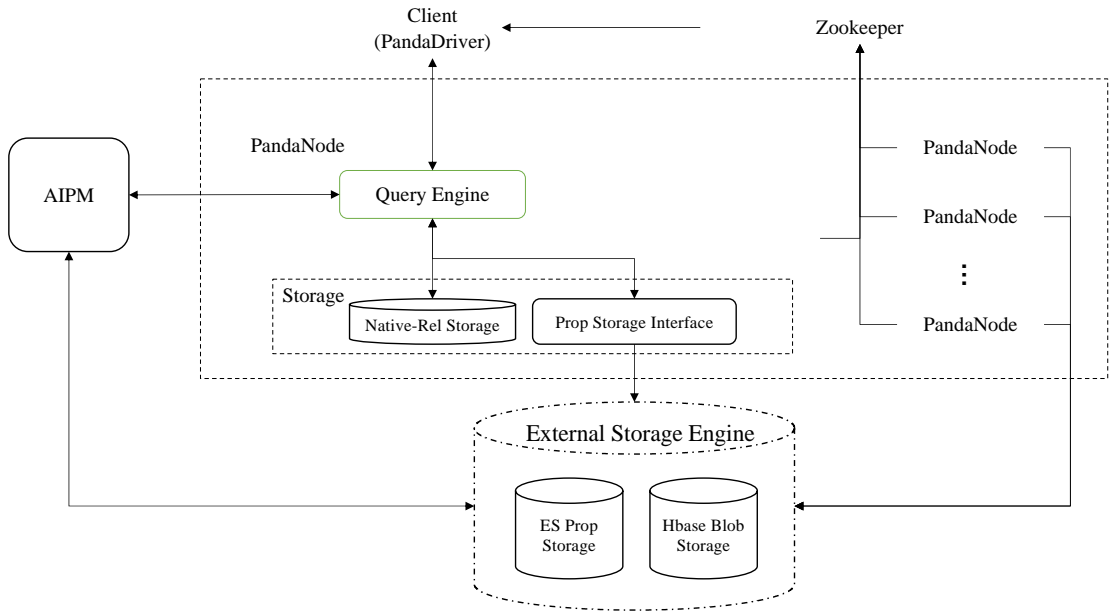 Client
(PandaDriver)
Zookeeper
PandaNode
AIPM
Query Engine
PandaNode
PandaNode
...
PandaNode
Storage
Native-Rel Storage
Prop Storage Interface
External Storage Engine
ES Prop
Storage
Hbase Blob
Storage